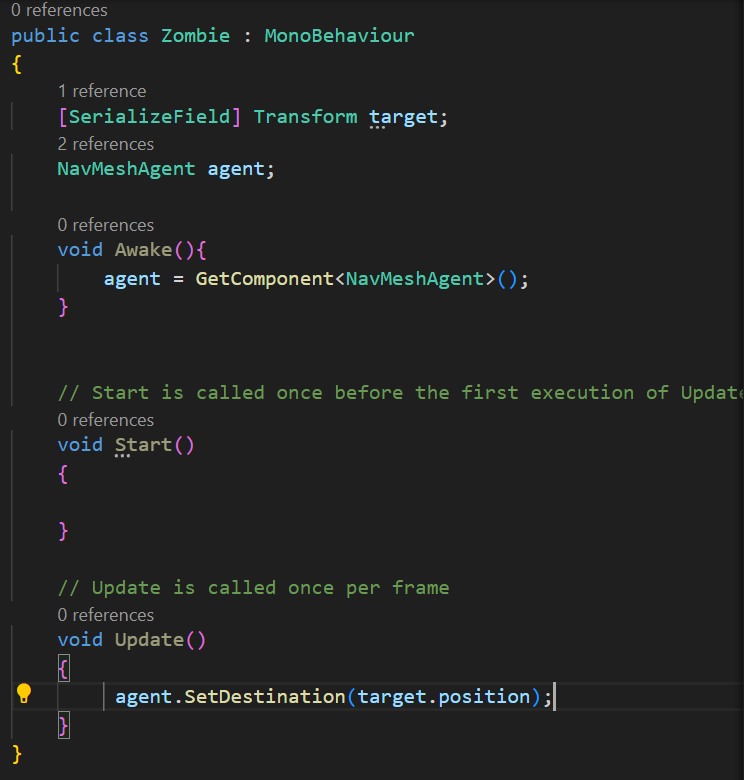 0 references
public class Zombie : MonoBehaviour
{
1 reference
[SerializeField] Transform target;
2 references
NavMeshAgent agent;
0 references
void Awake(){
agent = GetComponent<NavMeshAgent>();
}
// Start is called once before the first execution of Update
0 references
void Start()
{
}
// Update is called once per frame
0 references
void Update()
{
agent.SetDestination(target.position);
}
}